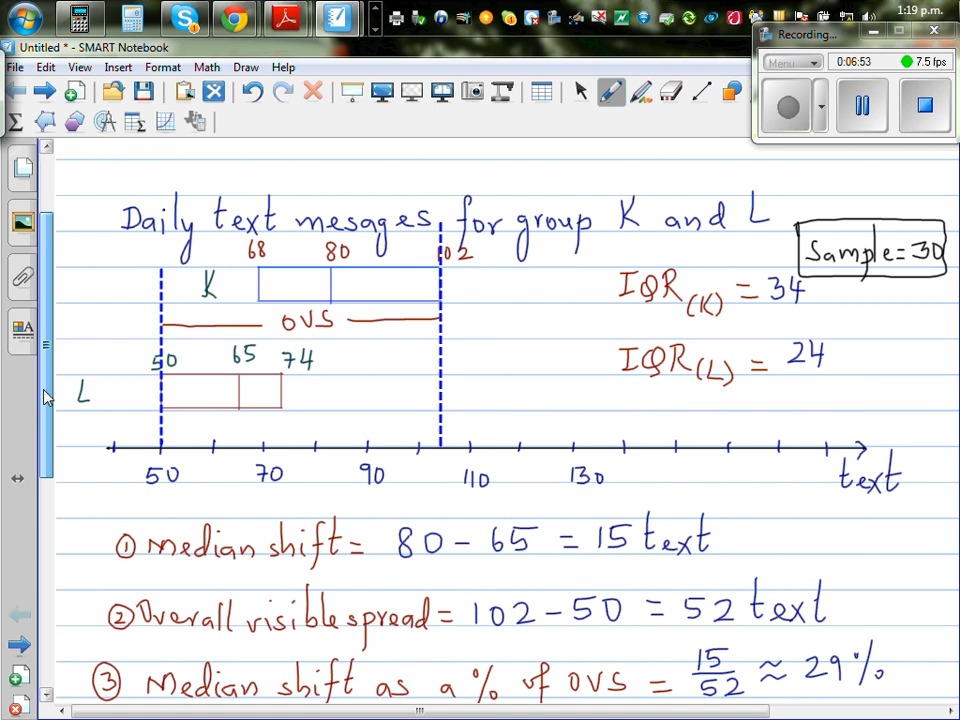 1:19 p.m.
Untitled * - SMART Notebook
Recording...
File Edit View Insert Format Math Draw Help
Menu 0:06:53 7.5 fps
Daily text mesages for group K and L
Sample=30
68 80 102
K
IQR(K) = 34
OVS
50 65 74
IQR(L) = 24
L
50 70 90 110 130
text
① Median shift = 80 - 65 = 15 text
② Overall visible spread = 102 - 50 = 52 text
③ Median shift as a % of OVS = 15/52 ≈ 29%